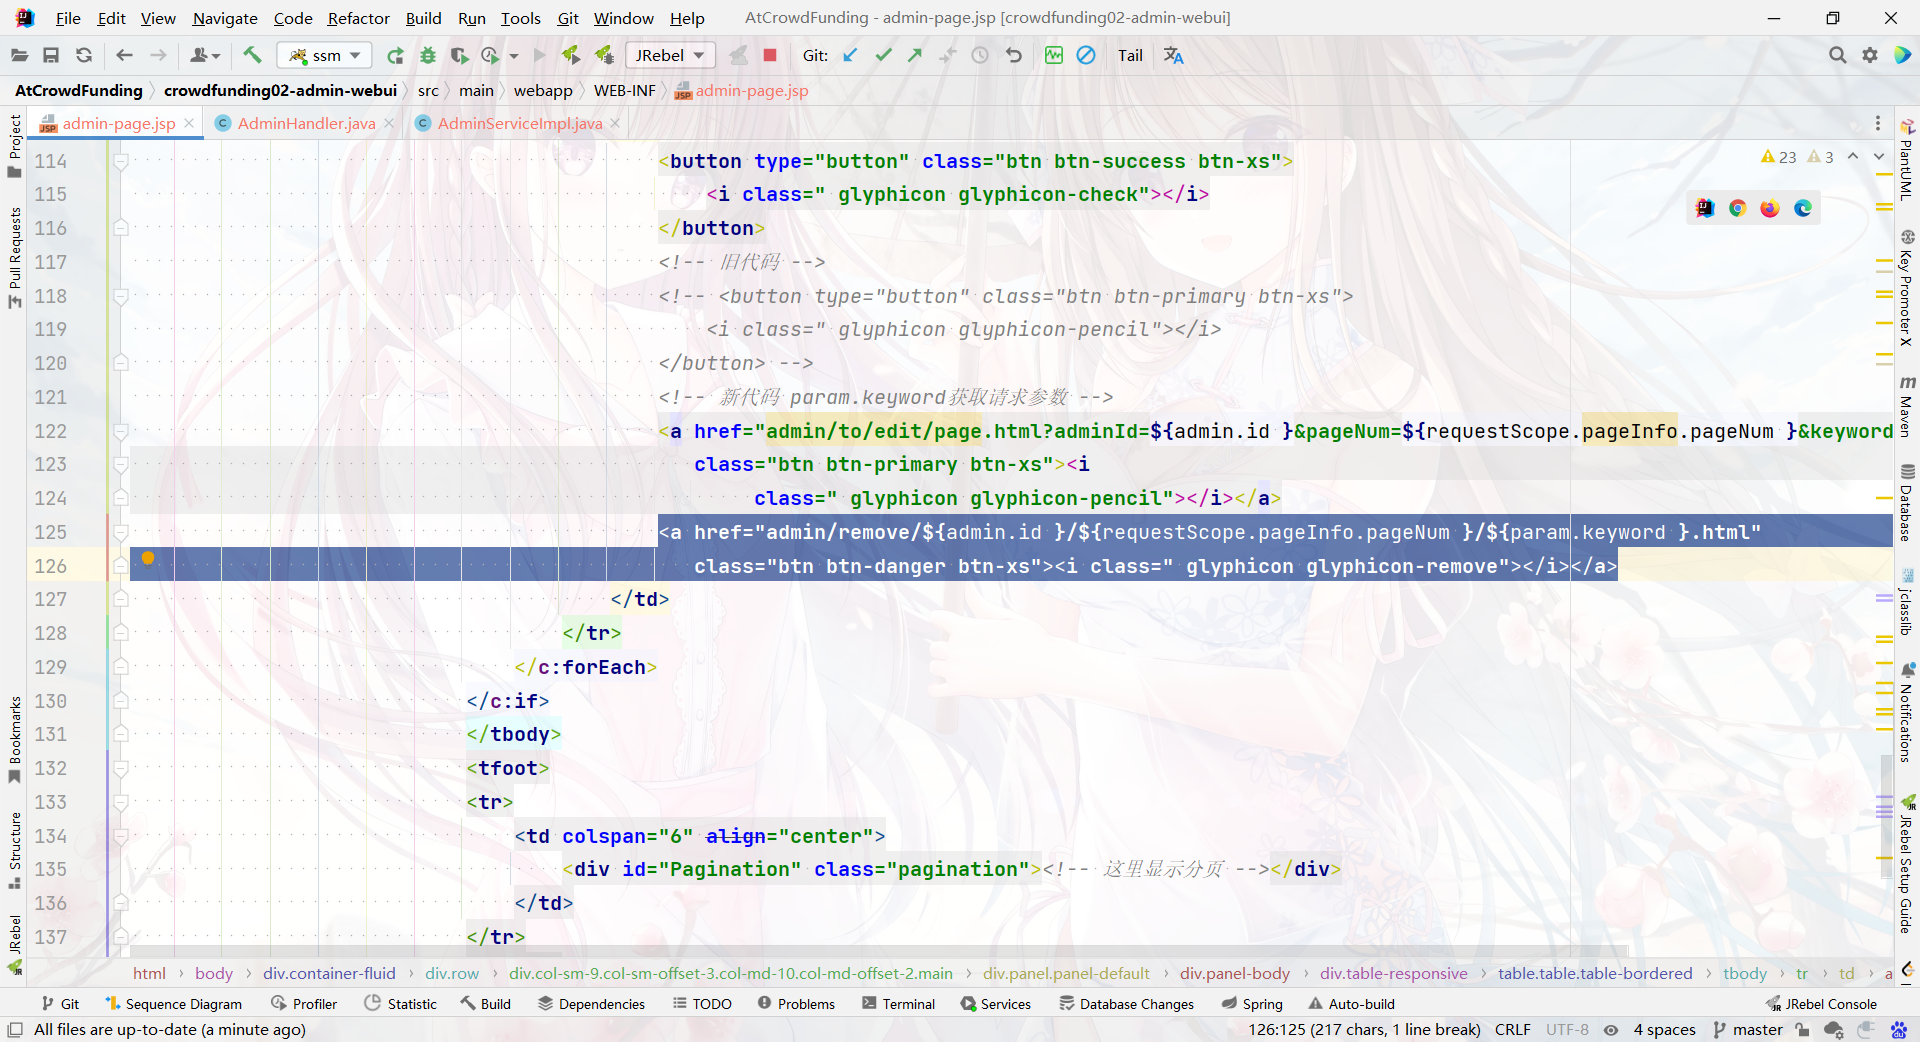 File Edit View Navigate Code Refactor Build Run Tools Git Window Help AtCrowdFunding - admin-page.jsp [crowdfunding02-admin-webui]
ssm JRebel Git: Tail
AtCrowdFunding crowdfunding02-admin-webui src main webapp WEB-INF admin-page.jsp
admin-page.jsp AdminHandler.java AdminServiceImpl.java
23 3
114 <button type="button" class="btn btn-success btn-xs">
115 <i class=" glyphicon glyphicon-check"></i>
116 </button>
117 <!-- 旧代码 -->
118 <!-- <button type="button" class="btn btn-primary btn-xs">
119 <i class=" glyphicon glyphicon-pencil"></i>
120 </button> -->
121 <!-- 新代码 param.keyword获取请求参数 -->
122 <a href="admin/to/edit/page.html?adminId=${admin.id }&pageNum=${requestScope.pageInfo.pageNum }&keyword
123 class="btn btn-primary btn-xs"><i
124 class=" glyphicon glyphicon-pencil"></i></a>
125 <a href="admin/remove/${admin.id }/${requestScope.pageInfo.pageNum }/${param.keyword }.html"
126 class="btn btn-danger btn-xs"><i class=" glyphicon glyphicon-remove"></i></a>
127 </td>
128 </tr>
129 </c:forEach>
130 </c:if>
131 </tbody>
132 <tfoot>
133 <tr>
134 <td colspan="6" align="center">
135 <div id="Pagination" class="pagination"><!-- 这里显示分页 --></div>
136 </td>
137 </tr>
Project
Pull Requests
Bookmarks
Structure
JRebel
PlantUML
Key Promoter X
Maven
Database
jclasslib
Notifications
JRebel Setup Guide
html body div.container-fluid div.row div.col-sm-9.col-sm-offset-3.col-md-10.col-md-offset-2.main div.panel.panel-default div.panel-body div.table-responsive table.table.table-bordered tbody tr td a
Git Sequence Diagram Profiler Statistic Build Dependencies TODO Problems Terminal Services Database Changes Spring Auto-build JRebel Console
All files are up-to-date (a minute ago) 126:125 (217 chars, 1 line break) CRLF UTF-8 4 spaces master